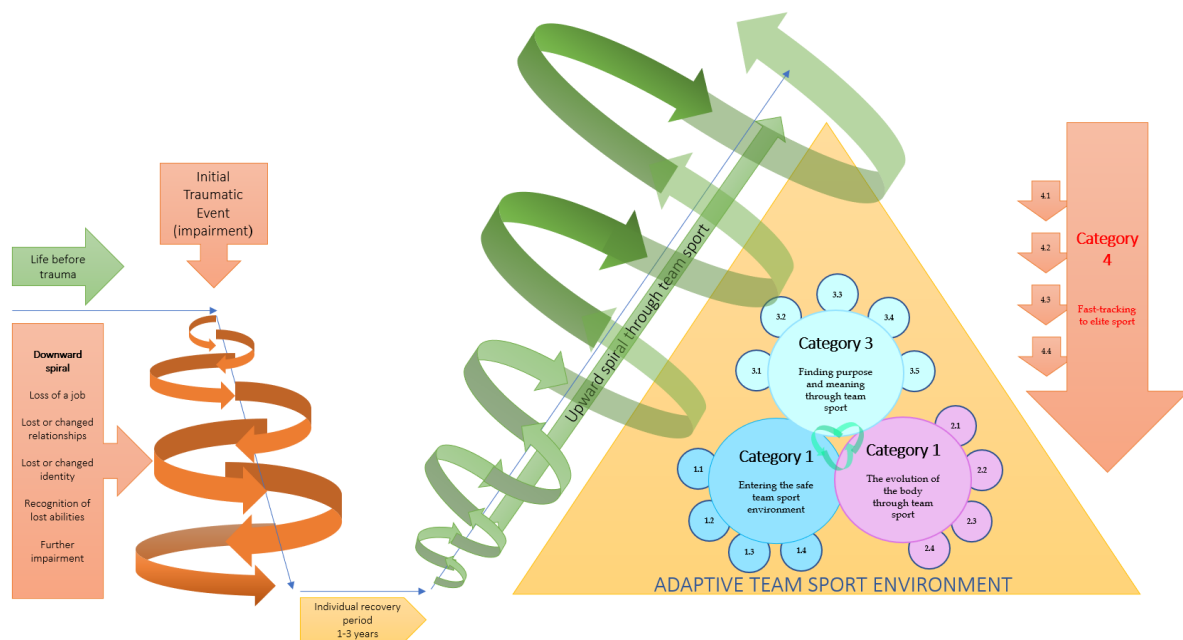 Life before
trauma
Initial
Traumatic
Event
(impairment)
Downward
spiral
Loss of a job
Lost or changed
relationships
Lost or changed
identity
Recognition of
lost abilities
Further
impairment
Individual recovery
period
1-3 years
Upward spiral through team sport
3.1
3.2
3.3
3.4
3.5
Category 3
Finding purpose
and meaning
through team
sport
1.1
1.2
1.3
1.4
Category 1
Entering the safe
team sport
environment
2.1
2.2
2.3
2.4
Category 1
The evolution of
the body
through team
sport
ADAPTIVE TEAM SPORT ENVIRONMENT
4.1
4.2
4.3
4.4
Category
4
Fast-tracking
to elite sport